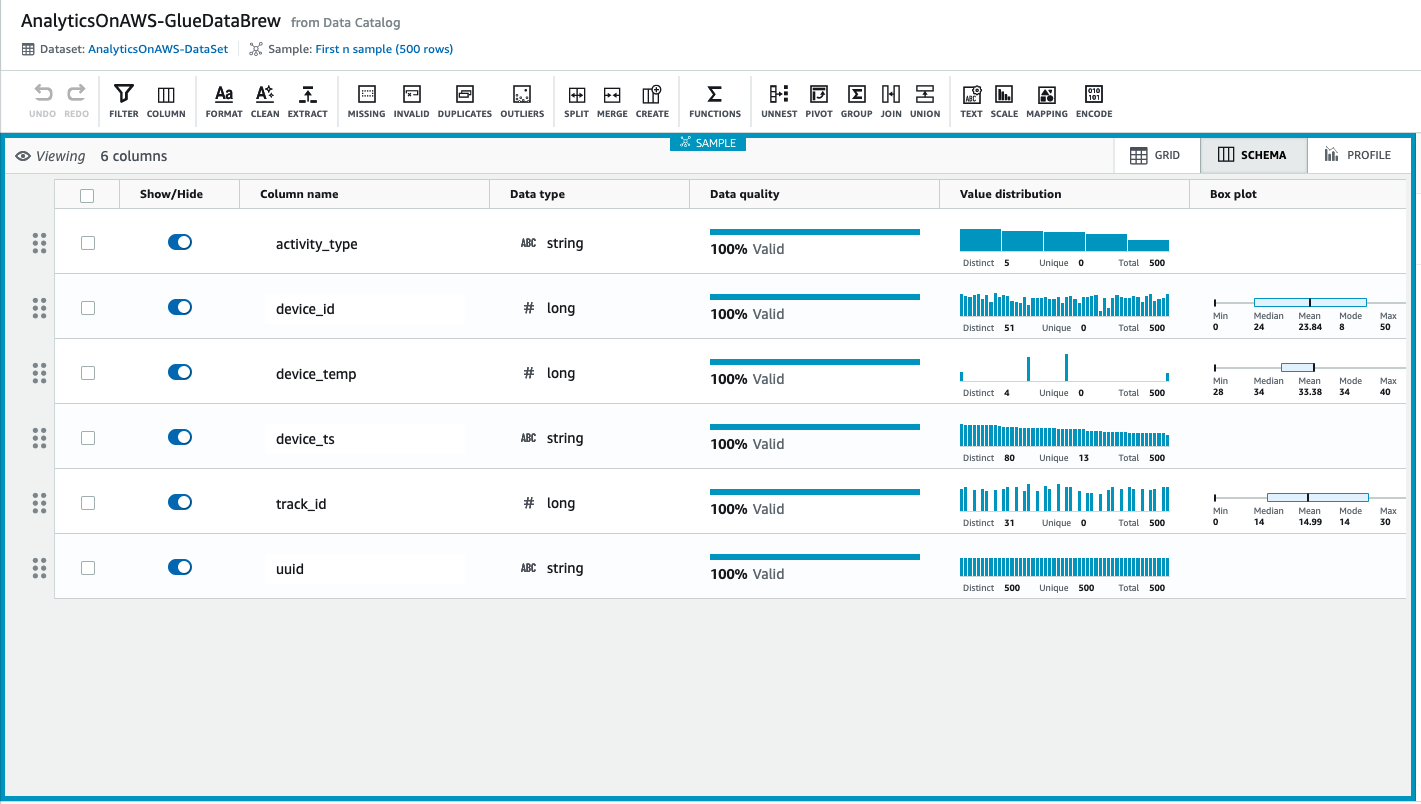 AnalyticsOnAWS-GlueDataBrew from Data Catalog
Dataset: AnalyticsOnAWS-DataSet Sample: First n sample (500 rows)
UNDO REDO FILTER COLUMN FORMAT CLEAN EXTRACT MISSING INVALID DUPLICATES OUTLIERS SPLIT MERGE CREATE FUNCTIONS UNNEST PIVOT GROUP JOIN UNION TEXT SCALE MAPPING ENCODE
SAMPLE
Viewing 6 columns GRID SCHEMA PROFILE
Show/Hide Column name Data type Data quality Value distribution Box plot
activity_type ABC string 100% Valid
Distinct 5 Unique 0 Total 500
device_id # long 100% Valid
Distinct 51 Unique 0 Total 500
Min Median Mean Mode Max
0 24 23.84 8 50
device_temp # long 100% Valid
Distinct 4 Unique 0 Total 500
Min Median Mean Mode Max
28 34 33.38 34 40
device_ts ABC string 100% Valid
Distinct 80 Unique 13 Total 500
track_id # long 100% Valid
Distinct 31 Unique 0 Total 500
Min Median Mean Mode Max
0 14 14.99 14 30
uuid ABC string 100% Valid
Distinct 500 Unique 500 Total 500